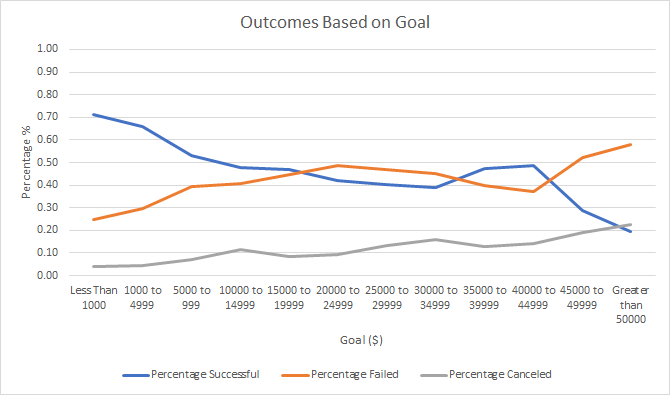 Outcomes Based on Goal
Percentage %
1.00
0.90
0.80
0.70
0.60
0.50
0.40
0.30
0.20
0.10
0.00
Less Than
1000
1000 to
4999
5000 to
999
10000 to
14999
15000 to
19999
20000 to
24999
25000 to
29999
30000 to
34999
35000 to
39999
40000 to
44999
45000 to
49999
Greater
than
50000
Goal ($)
Percentage Successful
Percentage Failed
Percentage Canceled